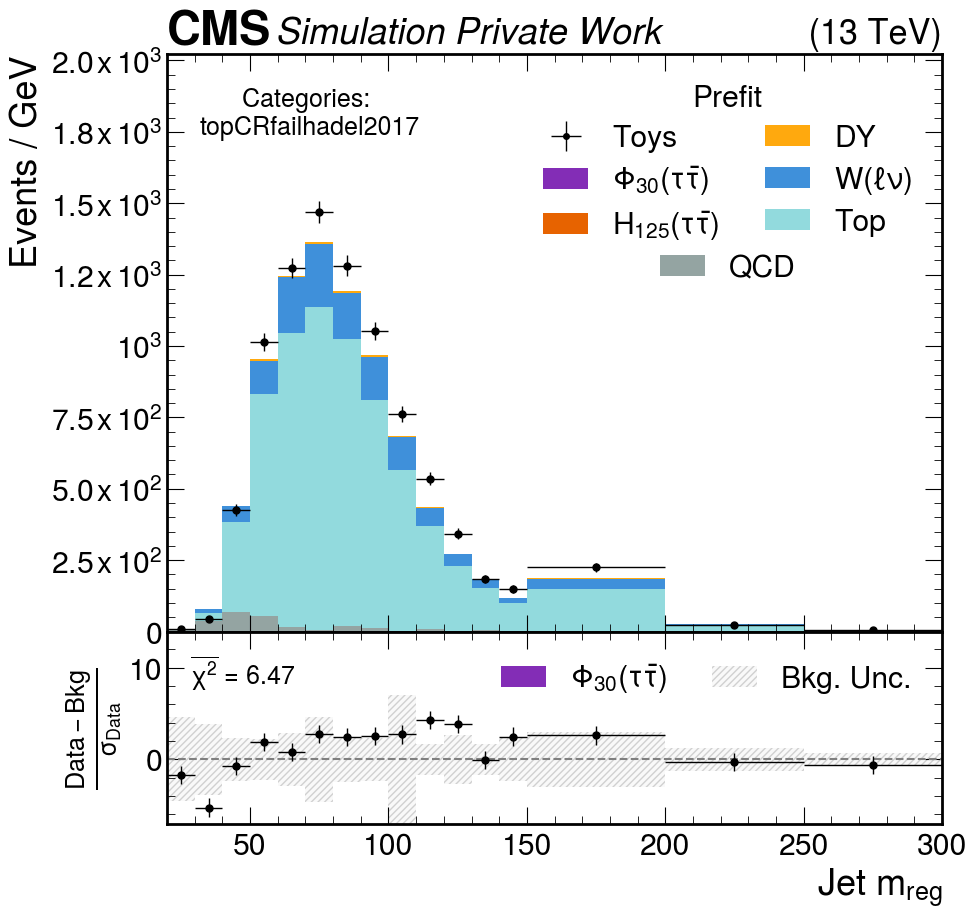 CMS Simulation Private Work (13 TeV)
Events / GeV
2.0 x 10³
1.8 x 10³
1.5 x 10³
1.2 x 10³
10³
7.5 x 10²
5.0 x 10²
2.5 x 10²
0
Categories:
topCRfailhadel2017
Prefit
Toys
DY
Φ₃₀(ττ̄)
W(ℓν)
H₁₂₅(ττ̄)
Top
QCD
Data − Bkg
σ_Data
10
0
χ̅² = 6.47
Φ₃₀(ττ̄)
Bkg. Unc.
50 100 150 200 250 300
Jet m_reg